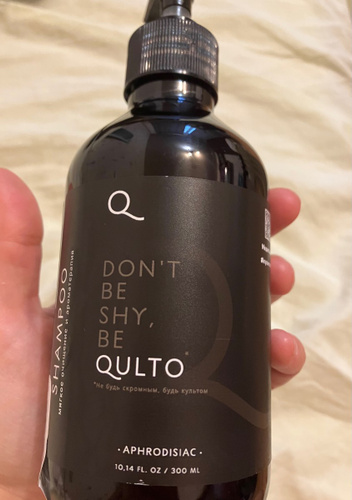 Q
DON'T
BE
SHY,
BE
QULTO
*Не будь скромным, будь культом
· APHRODISIAC ·
10,14 FL. OZ / 300 ML
SHAMPOO
мягкое очищение и ароматерапия